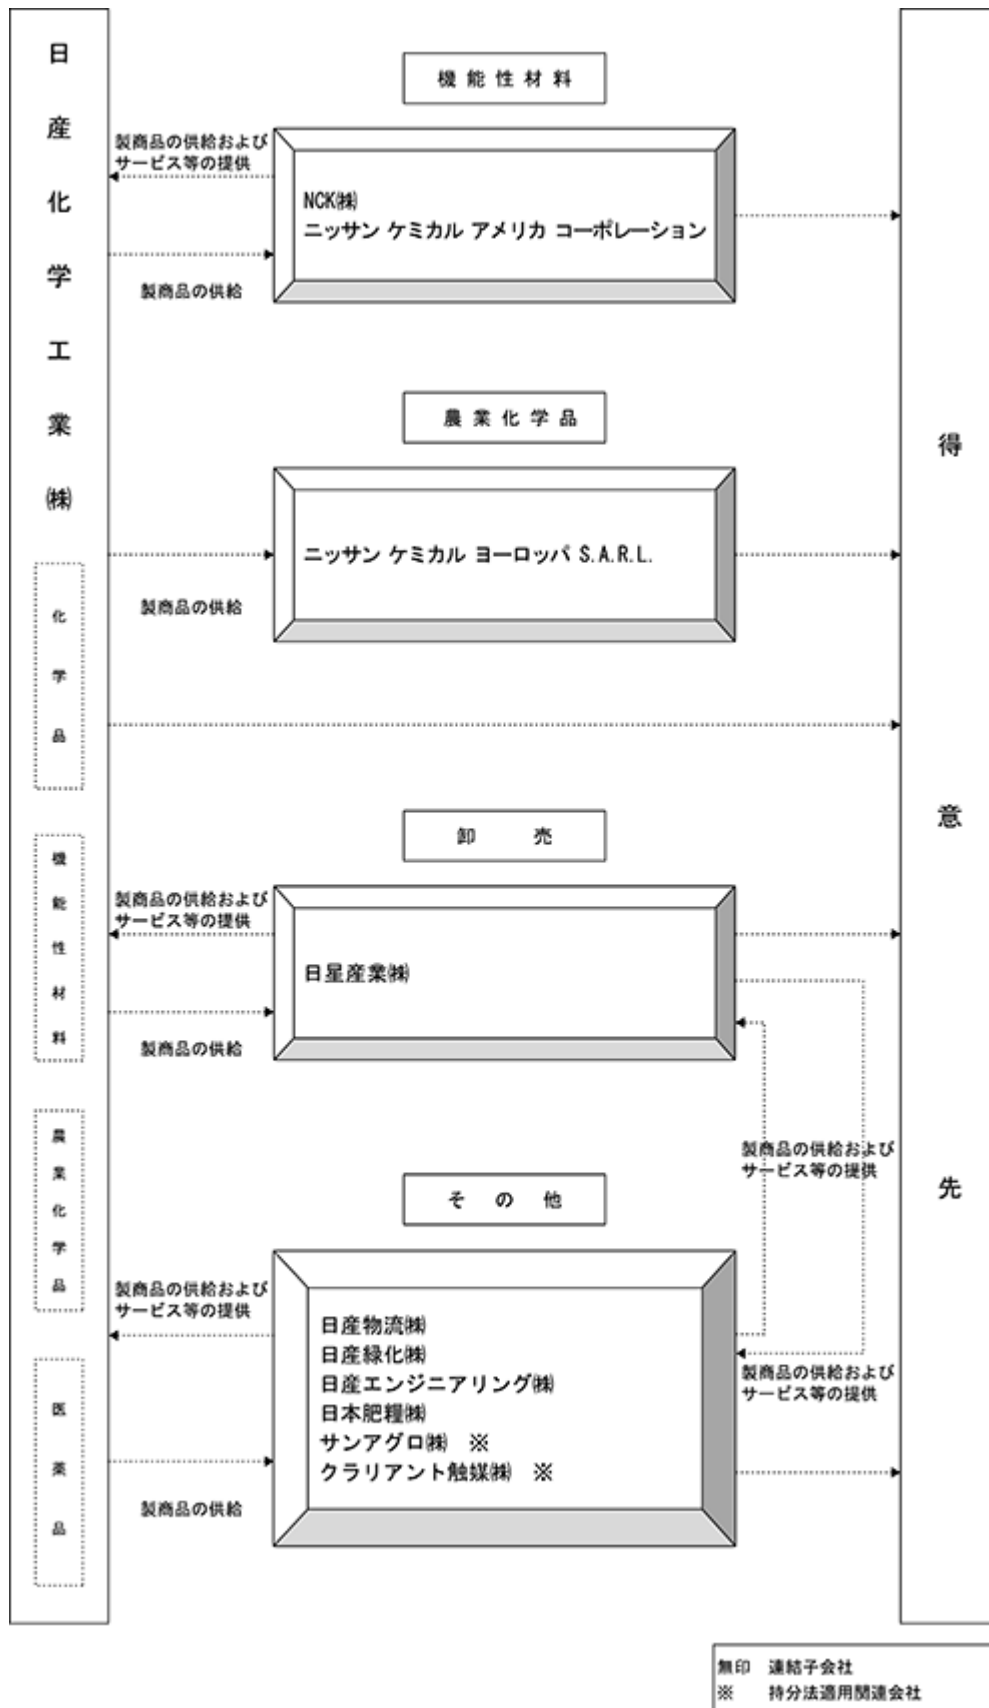 日産化学工業㈱
化学品
機能性材料
農業化学品
医薬品
機能性材料
製商品の供給および
サービス等の提供
NCK㈱
ニッサン ケミカル アメリカ コーポレーション
製商品の供給
農業化学品
ニッサン ケミカル ヨーロッパ S.A.R.L.
製商品の供給
卸売
製商品の供給および
サービス等の提供
日星産業㈱
製商品の供給
製商品の供給および
サービス等の提供
その他
製商品の供給および
サービス等の提供
日産物流㈱
日産緑化㈱
日産エンジニアリング㈱
日本肥糧㈱
サンアグロ㈱ ※
クラリアント触媒㈱ ※
製商品の供給および
サービス等の提供
製商品の供給
得意先
無印 連結子会社
※ 持分法適用関連会社